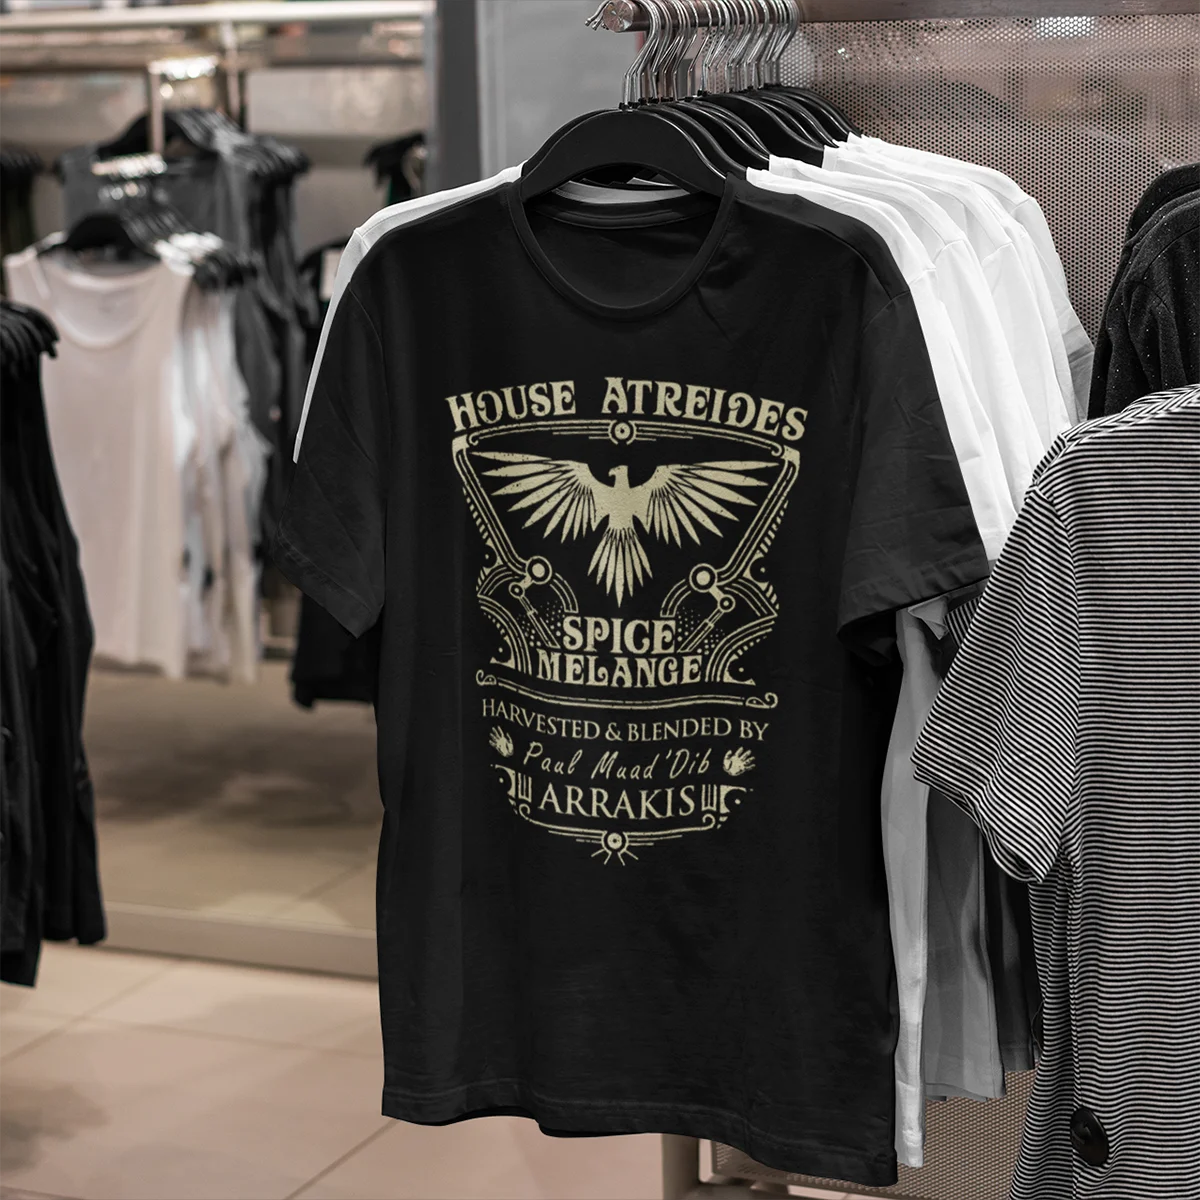 HOUSE ATREIDES
SPICE
MELANGE
HARVESTED & BLENDED BY
Paul Muad'Dib
ARRAKIS